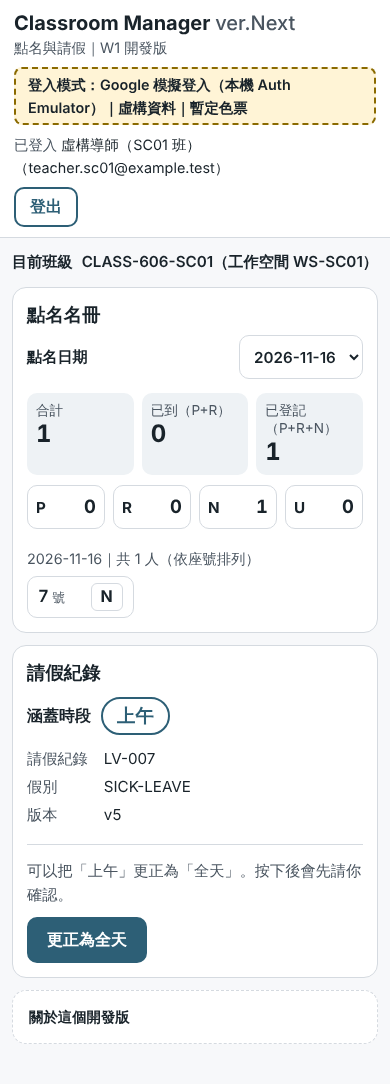 Classroom Manager ver.Next
點名與請假｜W1 開發版
登入模式：Google 模擬登入（本機 Auth
Emulator）｜虛構資料｜暫定色票
已登入 虛構導師（SC01 班）
（teacher.sc01@example.test）
登出
目前班級 CLASS-606-SC01（工作空間 WS-SC01）
點名名冊
點名日期 2026-11-16
合計 已到（P+R） 已登記
（P+R+N）
1 0 1
P 0 R 0 N 1 U 0
2026-11-16｜共 1 人（依座號排列）
7 號 N
請假紀錄
涵蓋時段 上午
請假紀錄 LV-007
假別 SICK-LEAVE
版本 v5
可以把「上午」更正為「全天」。按下後會先請你
確認。
更正為全天
關於這個開發版